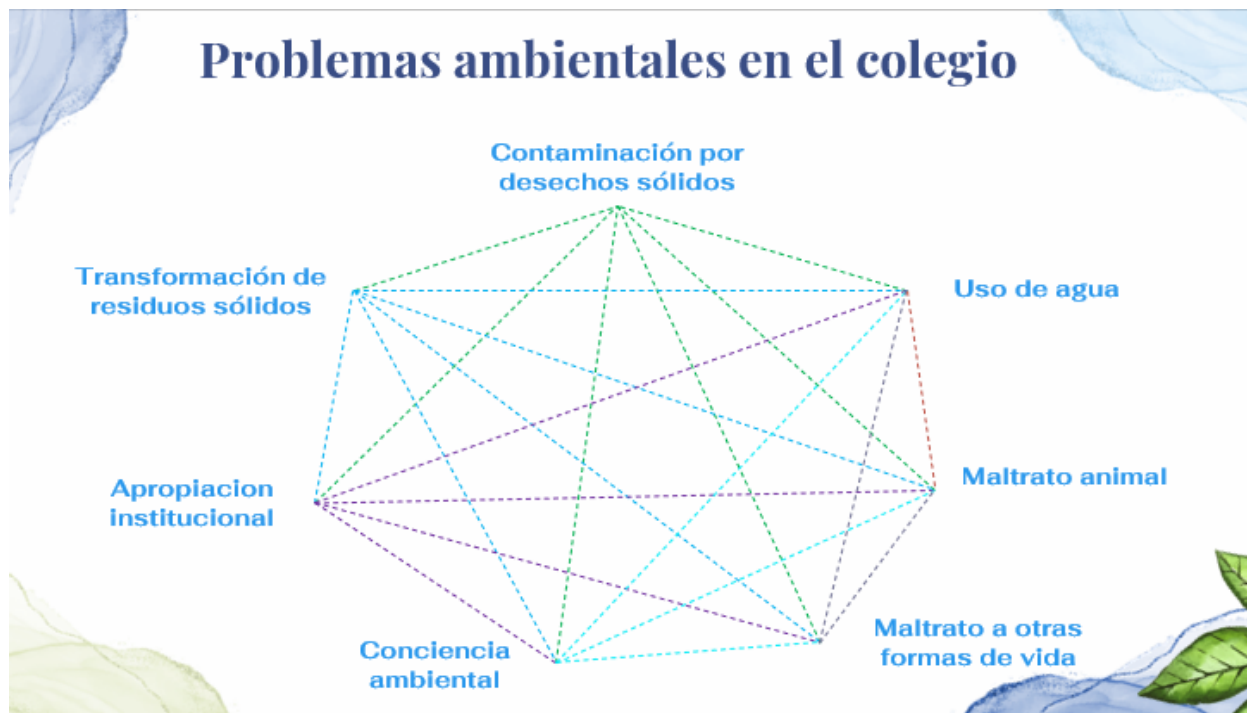 Problemas ambientales en el colegio
Contaminación por
desechos sólidos
Transformación de
residuos sólidos
Uso de agua
Apropiacion
institucional
Maltrato animal
Conciencia
ambiental
Maltrato a otras
formas de vida